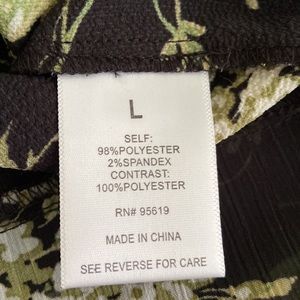 L
SELF:
98%POLYESTER
2%SPANDEX
CONTRAST:
100%POLYESTER
RN# 95619
MADE IN CHINA
SEE REVERSE FOR CARE